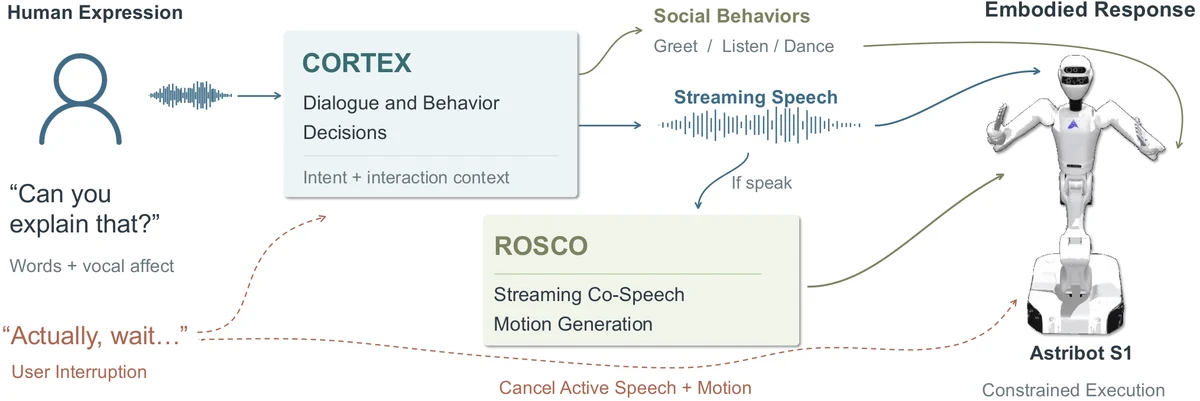 Human Expression
“Can you
explain that?”
Words + vocal affect
“Actually, wait…”
User Interruption
CORTEX
Dialogue and Behavior
Decisions
Intent + interaction context
Social Behaviors
Greet / Listen / Dance
Streaming Speech
If speak
ROSCO
Streaming Co-Speech
Motion Generation
Cancel Active Speech + Motion
Embodied Response
Astribot S1
Constrained Execution